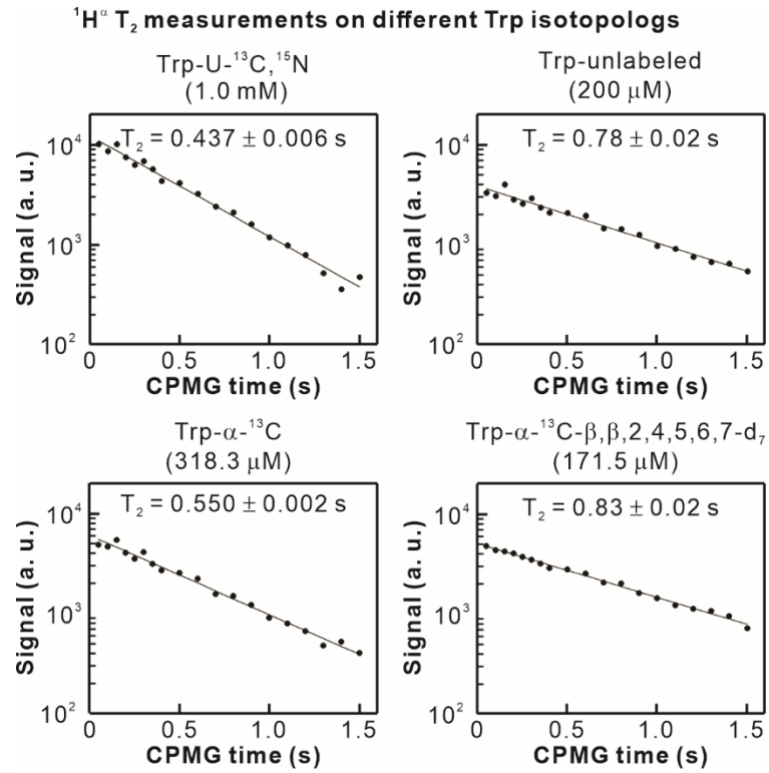 ¹Hᵅ T₂ measurements on different Trp isotopologs
Trp-U-¹³C,¹⁵N
(1.0 mM)
T₂ = 0.437 ± 0.006 s
Signal (a. u.)
10⁴
10³
10²
0 0.5 1.0 1.5
CPMG time (s)
Trp-unlabeled
(200 μM)
T₂ = 0.78 ± 0.02 s
Signal (a. u.)
10⁴
10³
10²
0 0.5 1.0 1.5
CPMG time (s)
Trp-α-¹³C
(318.3 μM)
T₂ = 0.550 ± 0.002 s
Signal (a. u.)
10⁴
10³
10²
0 0.5 1.0 1.5
CPMG time (s)
Trp-α-¹³C-β,β,2,4,5,6,7-d₇
(171.5 μM)
T₂ = 0.83 ± 0.02 s
Signal (a. u.)
10⁴
10³
10²
0 0.5 1.0 1.5
CPMG time (s)